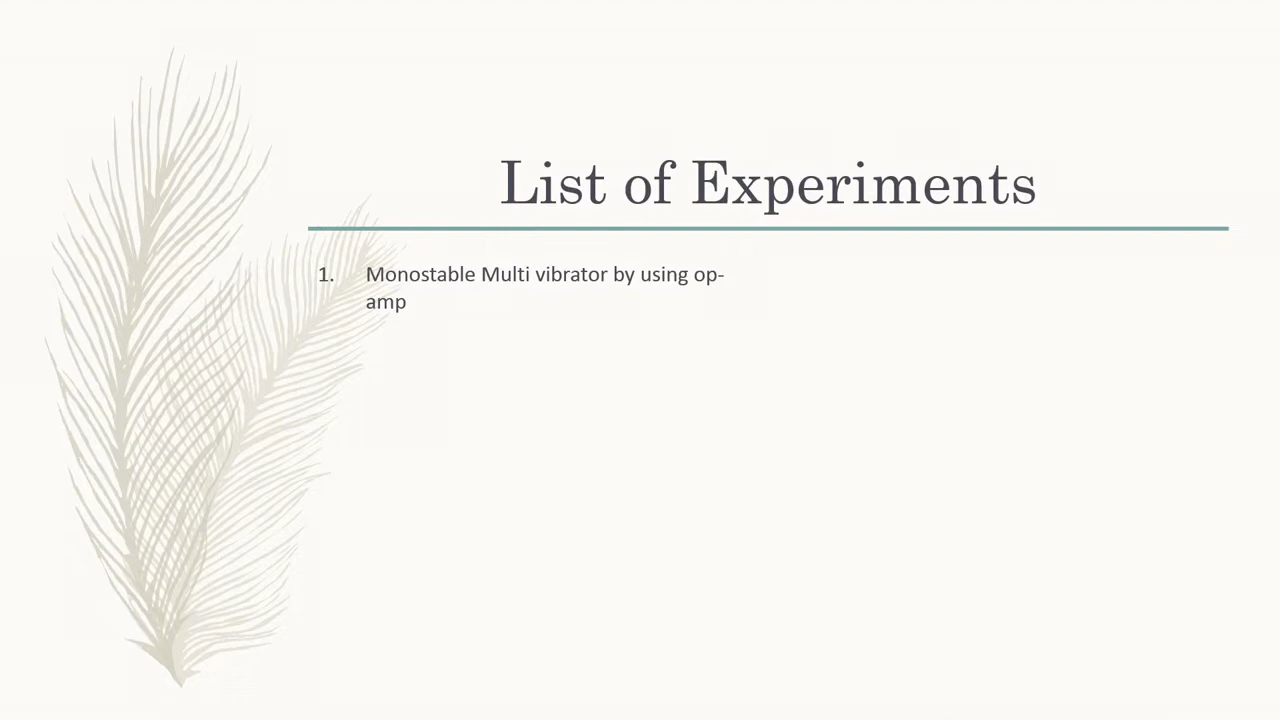 List of Experiments
1. Monostable Multi vibrator by using op-
amp